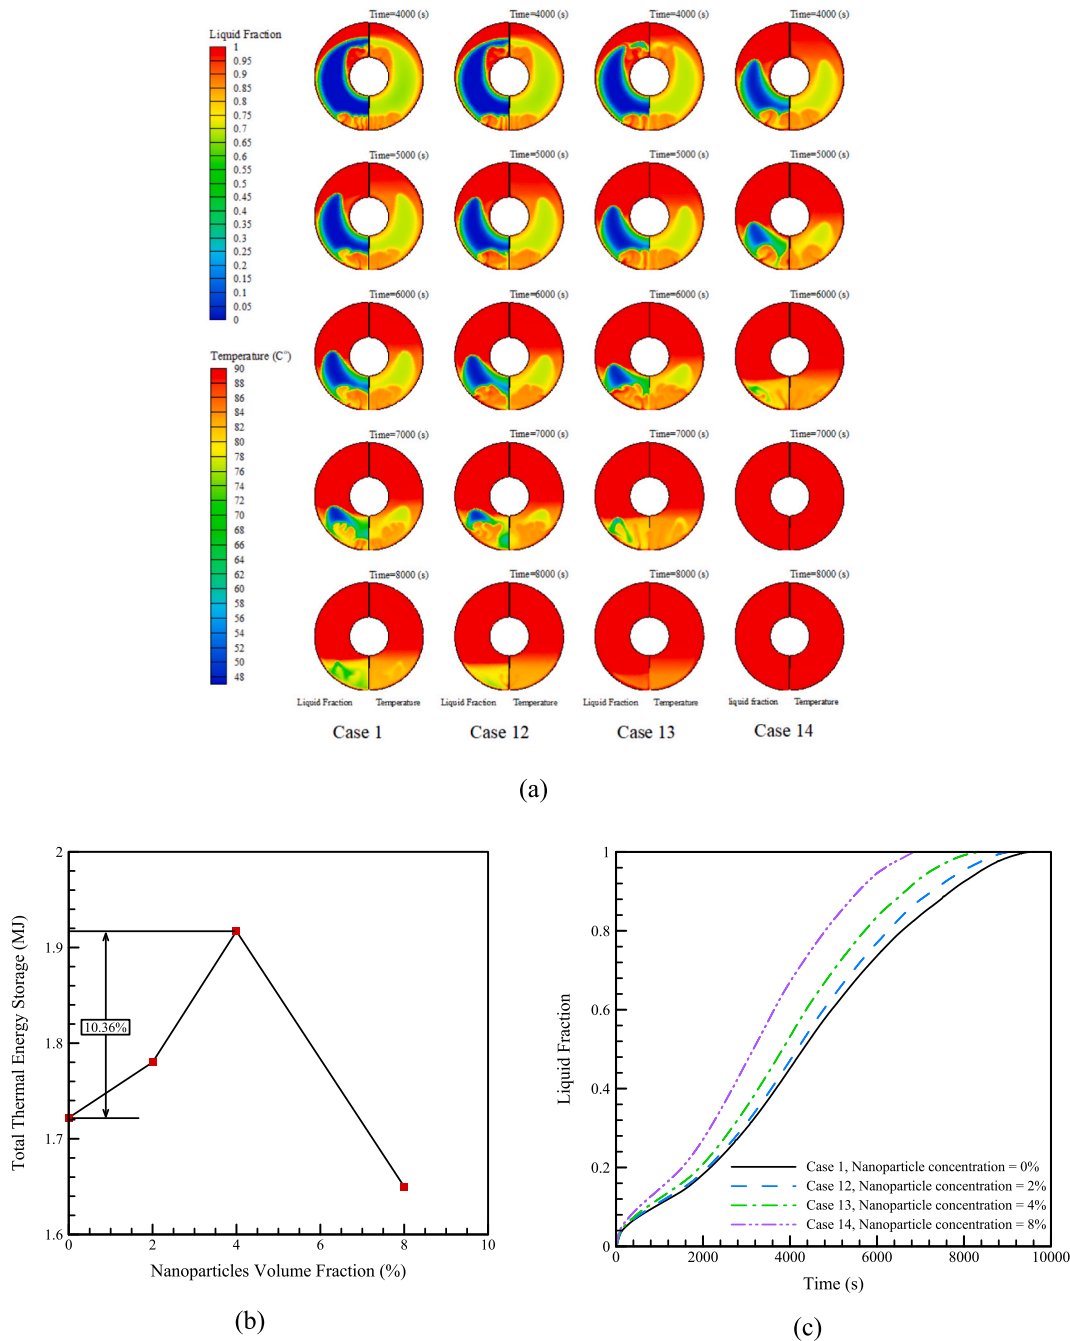 Time=4000 (s) Time=4000 (s) Time=4000 (s) Time=4000 (s)
Liquid Fraction
1
0.95
0.9
0.85
0.8
0.75
0.7
0.65
0.6
0.55
0.5
0.45
0.4
0.35
0.3
0.25
0.2
0.15
0.1
0.05
0
Time=5000 (s) Time=5000 (s) Time=5000 (s) Time=5000 (s)
Time=6000 (s) Time=6000 (s) Time=6000 (s) Time=6000 (s)
Temperature (C°)
90
88
86
85
84
82
80
78
76
74
72
70
68
66
64
62
60
58
56
54
52
50
48
Time=7000 (s) Time=7000 (s) Time=7000 (s) Time=7000 (s)
Time=8000 (s) Time=8000 (s) Time=8000 (s) Time=8000 (s)
Liquid Fraction Temperature Liquid Fraction Temperature Liquid Fraction Temperature liquid fraction Temperature
Case 1 Case 12 Case 13 Case 14
(a)
Total Thermal Energy Storage (MJ)
2
1.9
1.8
1.7
1.6
10.36%
0 2 4 6 8 10
Nanoparticles Volume Fraction (%)
(b)
Liquid Fraction
1
0.8
0.6
0.4
0.2
0
Case 1, Nanoparticle concentration = 0%
Case 12, Nanoparticle concentration = 2%
Case 13, Nanoparticle concentration = 4%
Case 14, Nanoparticle concentration = 8%
0 2000 4000 6000 8000 10000
Time (s)
(c)